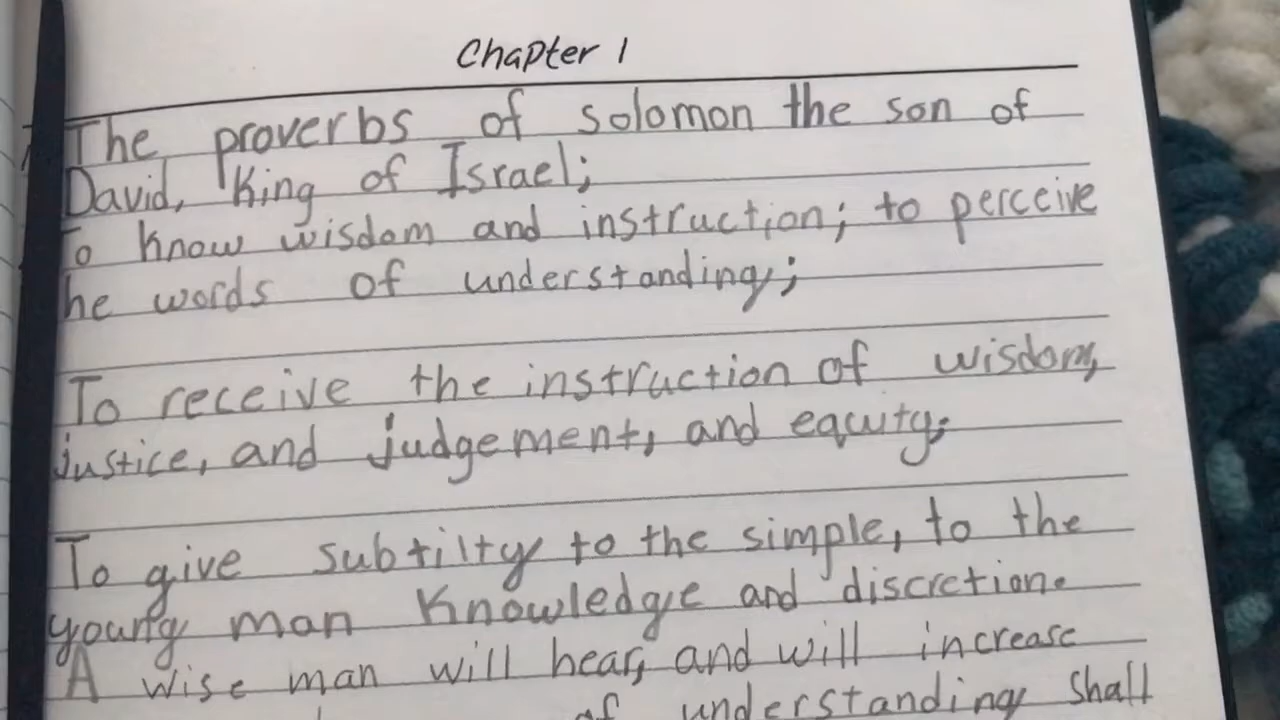 Chapter 1
The proverbs of solomon the son of
David, King of Israel;
To know wisdom and instruction; to perceive
he words of understanding;
To receive the instruction of wisdom,
justice, and judgement, and equity;
To give subtilty to the simple, to the
young man Knowledge and discretion.
A wise man will hear, and will increase
of understanding shall